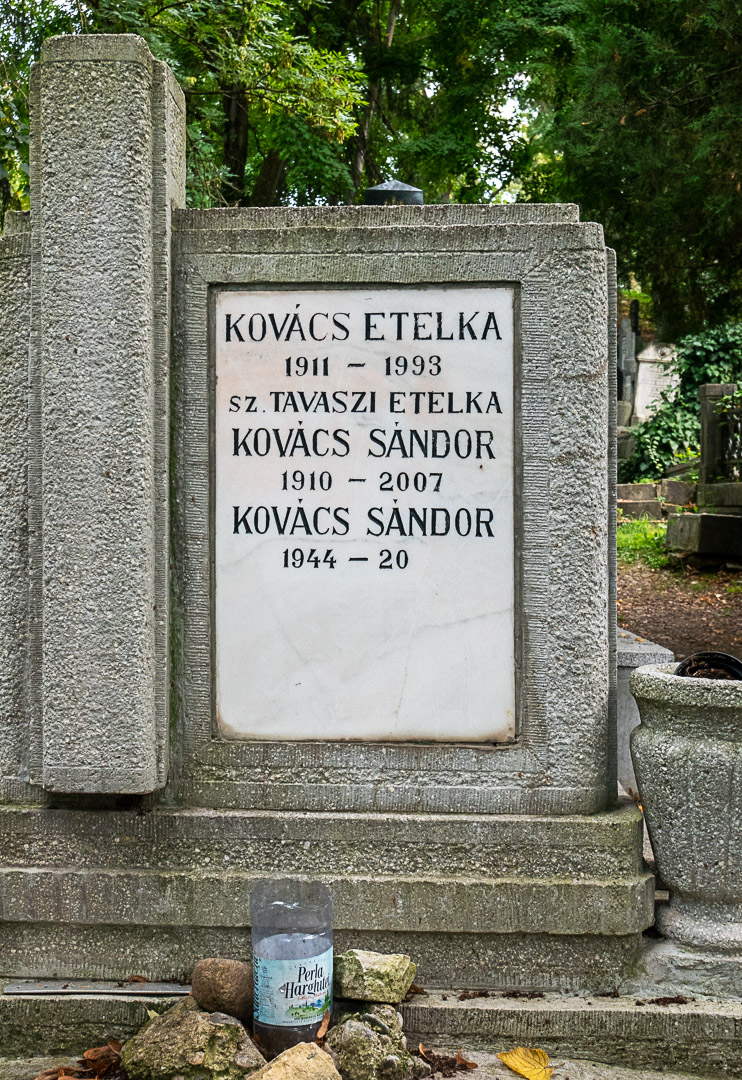 KOVÁCS ETELKA
1911 – 1993
SZ. TAVASZI ETELKA
KOVÁCS SÁNDOR
1910 – 2007
KOVÁCS SÁNDOR
1944 – 20
Perla
Harghitei